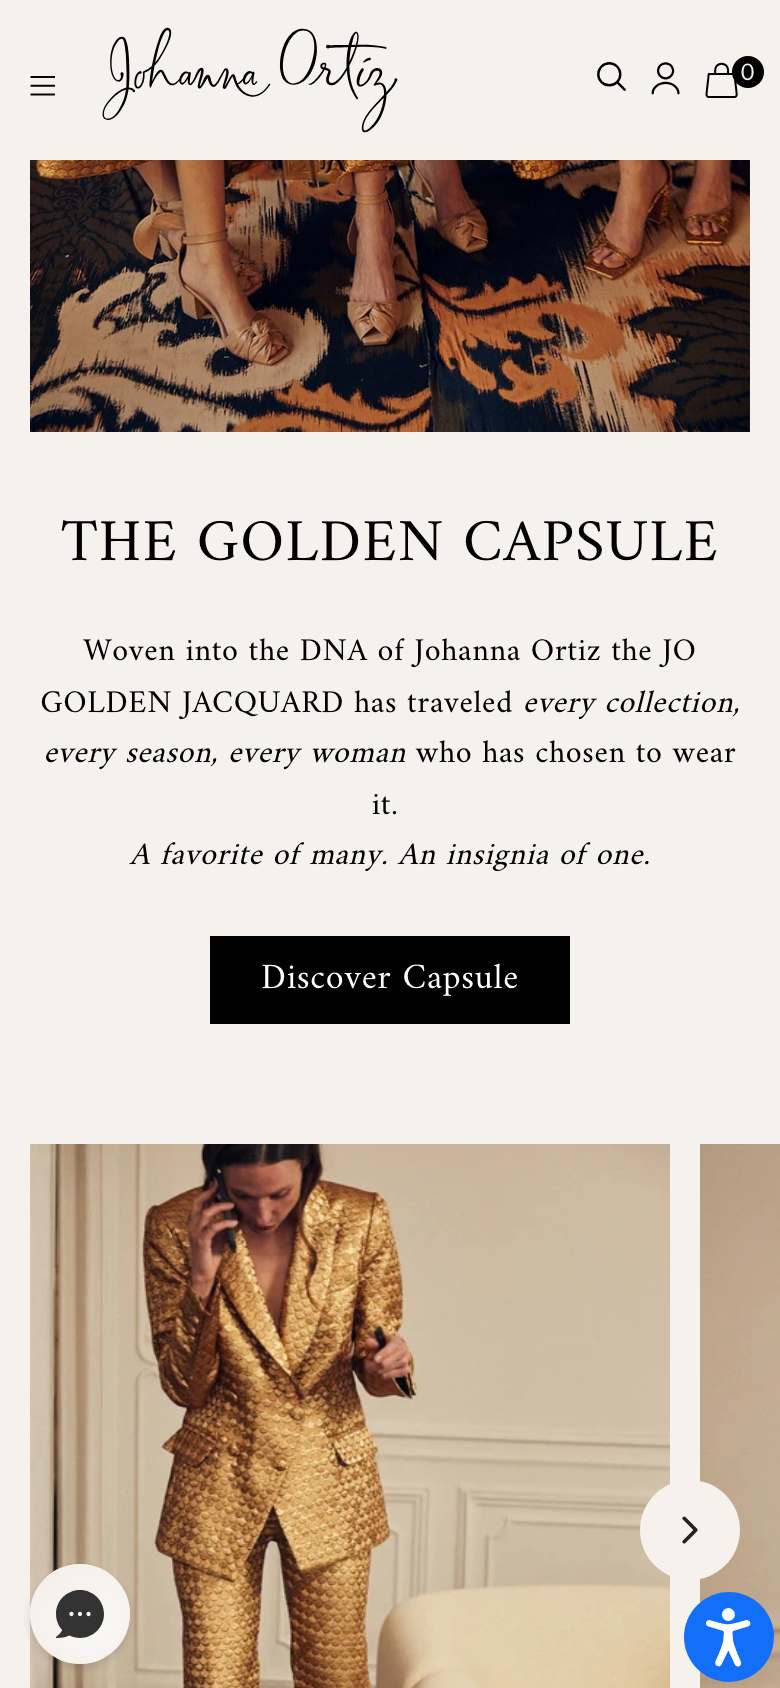 Johanna Ortiz
0
THE GOLDEN CAPSULE
Woven into the DNA of Johanna Ortiz the JO
GOLDEN JACQUARD has traveled every collection,
every season, every woman who has chosen to wear
it.
A favorite of many. An insignia of one.
Discover Capsule